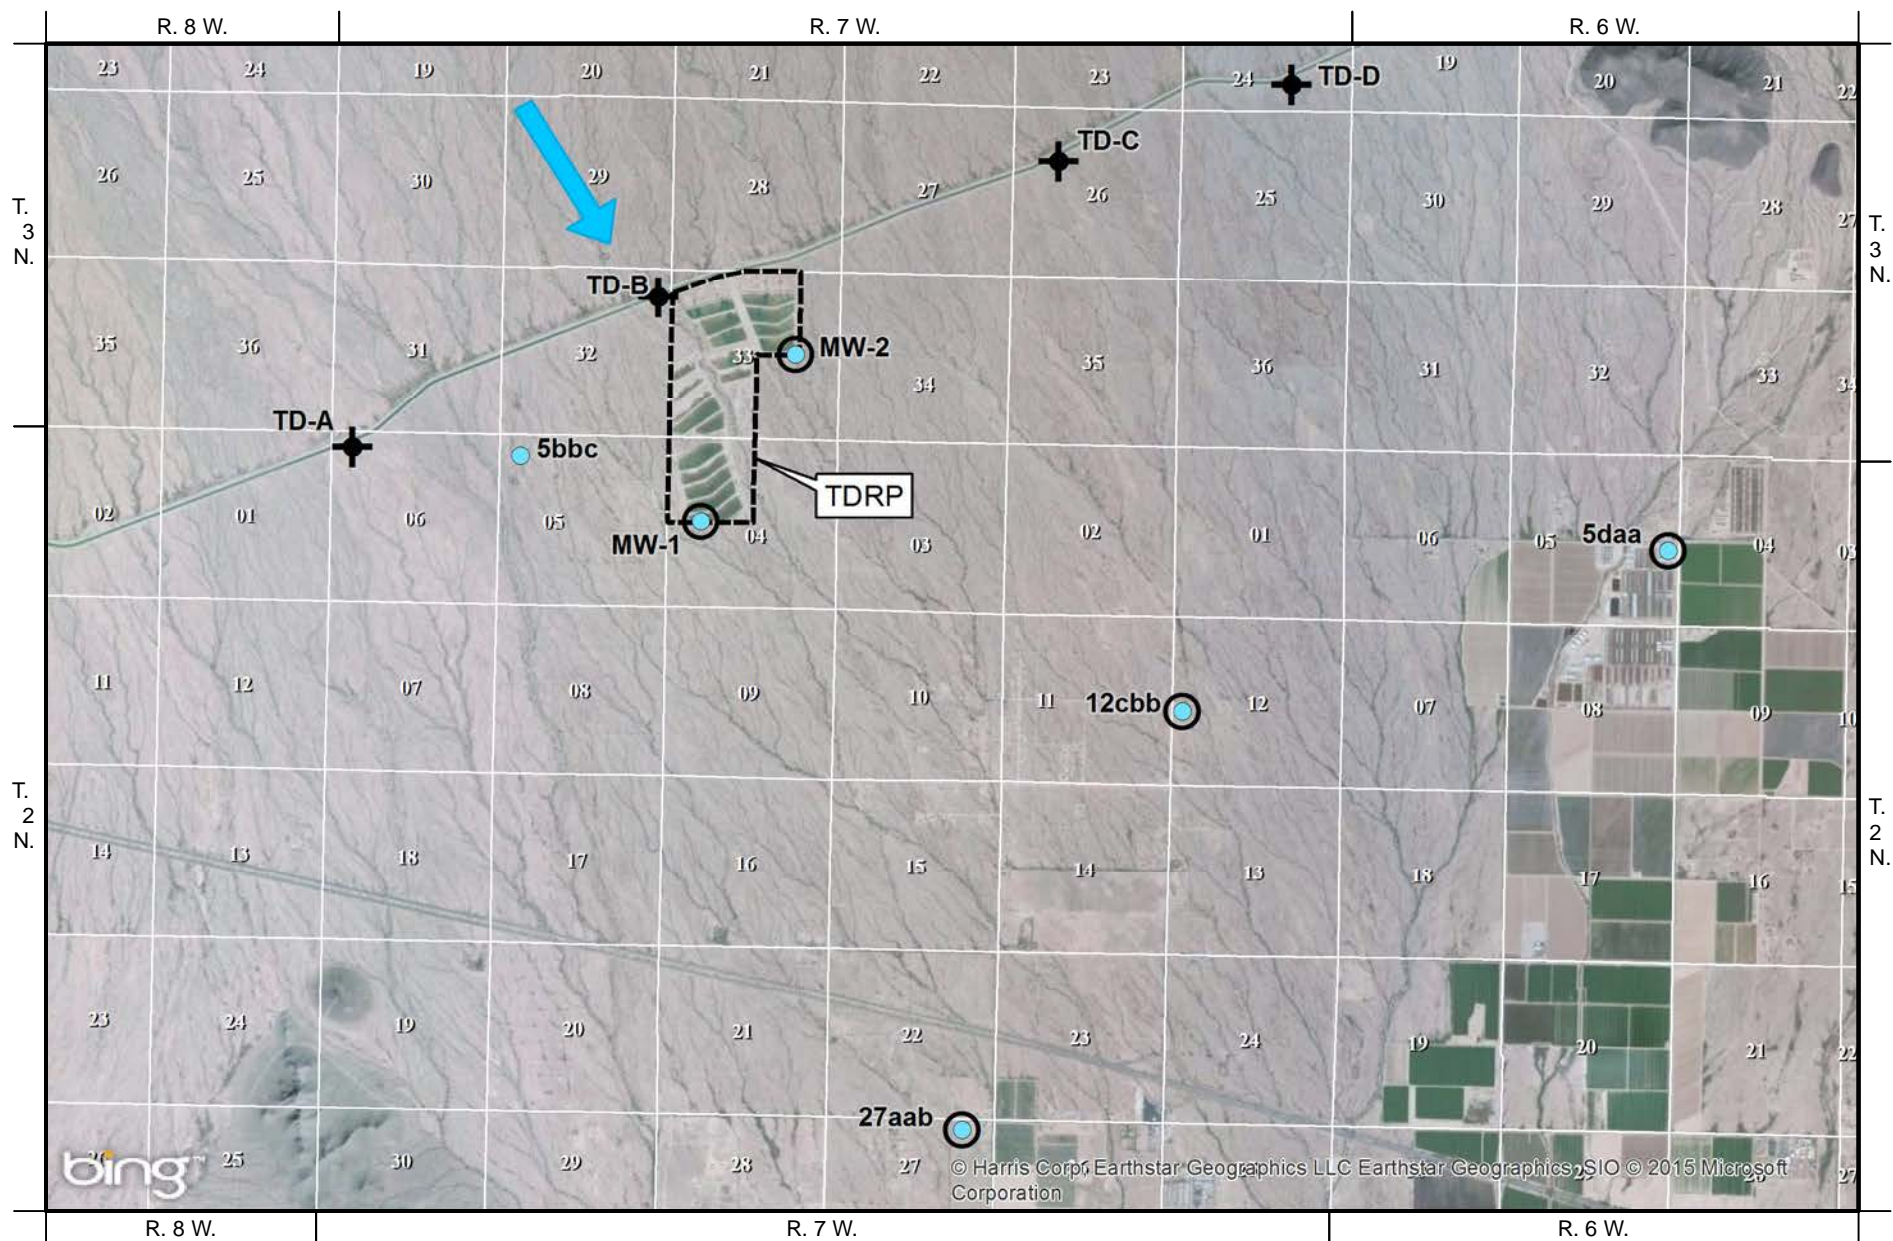 R. 8 W. R. 7 W. R. 6 W.
23 24 19 20 21 22 23 24 TD-D 19 20 21 22
TD-C
26 25 30 29 28 27 26 25 30 29 28 27
T.
3
N.
T.
3
N.
TD-B
35 36 31 32 33 MW-2 34 35 36 31 32 33 34
TD-A
5bbc
TDRP
02 01 06 05 MW-1 04 03 02 01 06 05 5daa 04 03
11 12 07 08 09 10 11 12cbb 12 07 08 09 10
T.
2
N.
T.
2
N.
14 13 18 17 16 15 14 13 18 17 16 15
23 24 19 20 21 22 23 24 19 20 21 22
27aab
bing™ 25 30 29 28 27 27
© Harris Corp, Earthstar Geographics LLC Earthstar Geographics SIO © 2015 Microsoft
Corporation
R. 8 W. R. 7 W. R. 6 W.